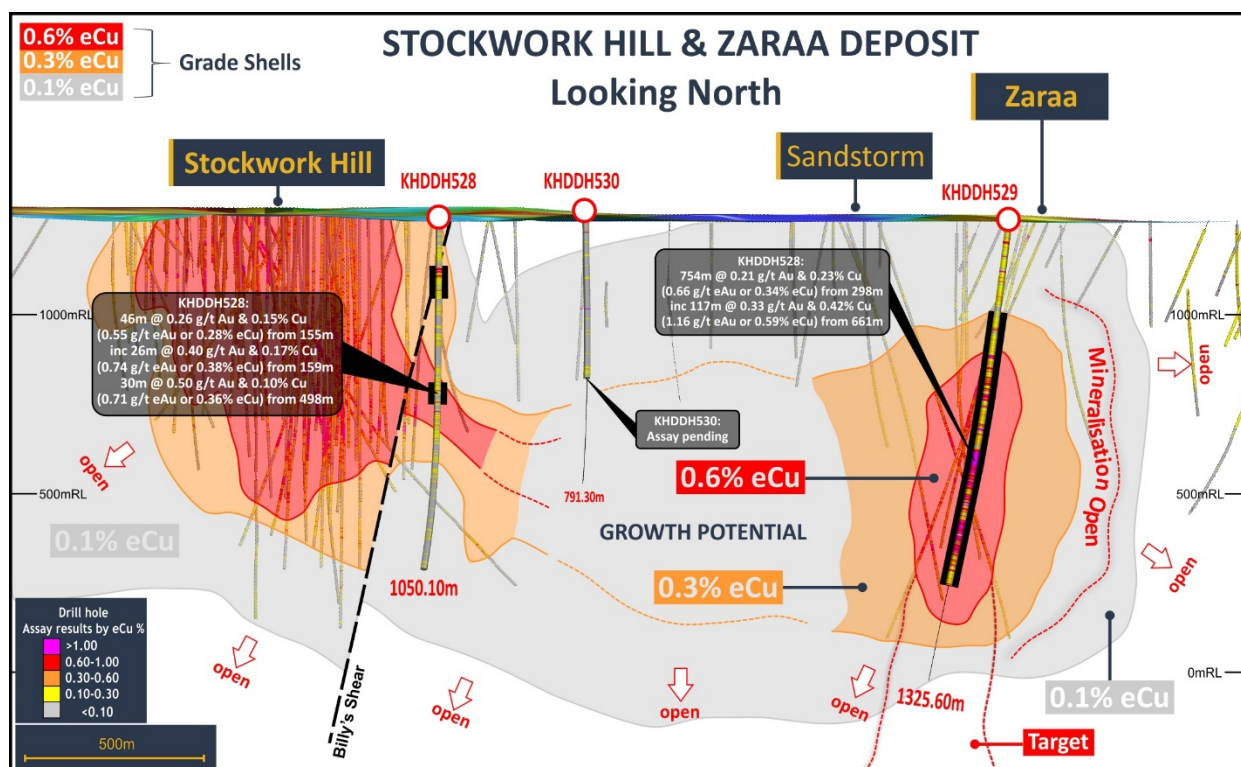 0.6% eCu
0.3% eCu
0.1% eCu
Grade Shells
STOCKWORK HILL & ZARAA DEPOSIT
Looking North
Stockwork Hill
Sandstorm
Zaraa
KHDDH528
KHDDH530
KHDDH529
KHDDH528:
46m @ 0.26 g/t Au & 0.15% Cu
(0.55 g/t eAu or 0.28% eCu) from 155m
inc 26m @ 0.40 g/t Au & 0.17% Cu
(0.74 g/t eAu or 0.38% eCu) from 159m
30m @ 0.50 g/t Au & 0.10% Cu
(0.71 g/t eAu or 0.36% eCu) from 498m
KHDDH528:
754m @ 0.21 g/t Au & 0.23% Cu
(0.66 g/t eAu or 0.34% eCu) from 298m
inc 117m @ 0.33 g/t Au & 0.42% Cu
(1.16 g/t eAu or 0.59% eCu) from 661m
KHDDH530:
Assay pending
1000mRL
1000mRL
open
Mineralisation Open
open
500mRL
500mRL
791.30m
0.6% eCu
GROWTH POTENTIAL
0.1% eCu
0.3% eCu
1050.10m
open
Drill hole
Assay results by eCu %
>1.00
0.60-1.00
0.30-0.60
0.10-0.30
<0.10
500m
open
Billy's Shear
open
open
open
1325.60m
0mRL
0.1% eCu
Target